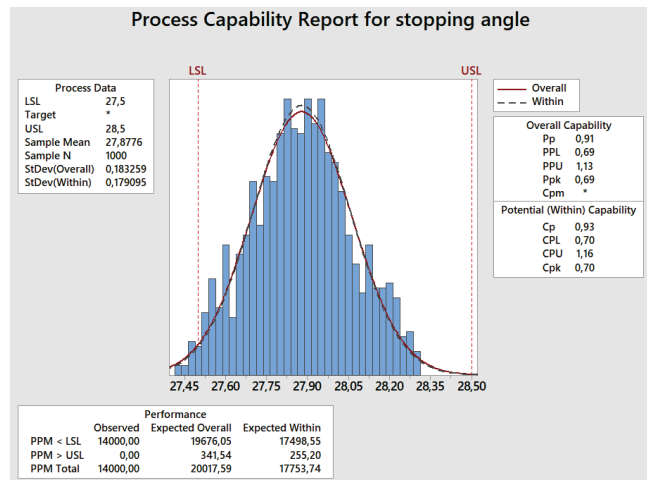 Process Capability Report for stopping angle
LSL
USL
Process Data
LSL 27,5
Target *
USL 28,5
Sample Mean 27,8776
Sample N 1000
StDev(Overall) 0,183259
StDev(Within) 0,179095
Overall
Within
Overall Capability
Pp 0,91
PPL 0,69
PPU 1,13
Ppk 0,69
Cpm *
Potential (Within) Capability
Cp 0,93
CPL 0,70
CPU 1,16
Cpk 0,70
27,45 27,60 27,75 27,90 28,05 28,20 28,35 28,50
Performance
Observed Expected Overall Expected Within
PPM < LSL 14000,00 19676,05 17498,55
PPM > USL 0,00 341,54 255,20
PPM Total 14000,00 20017,59 17753,74